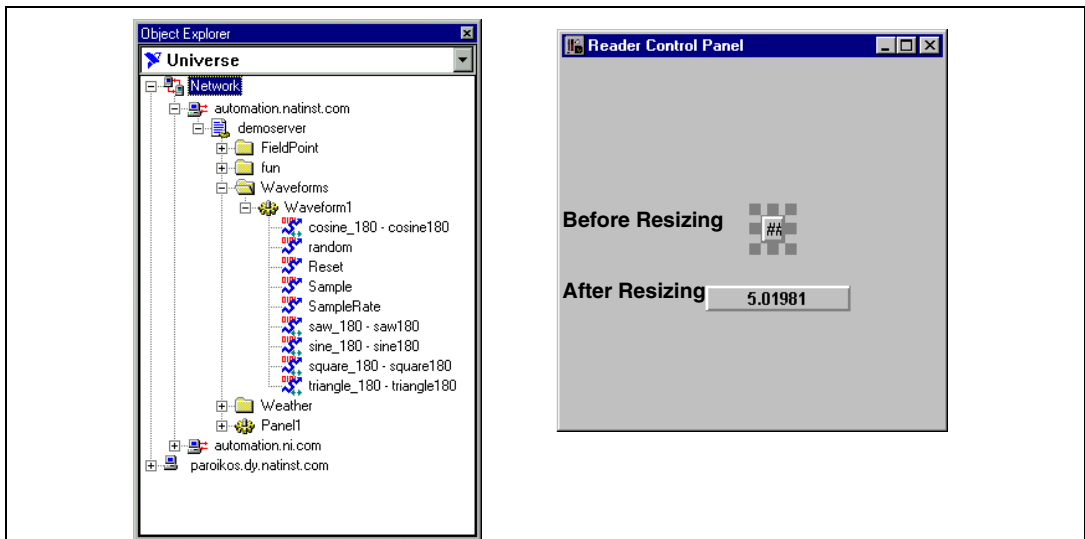 Object Explorer
Universe
Network
automation.natinst.com
demoserver
FieldPoint
fun
Waveforms
Waveform1
cosine_180 - cosine180
random
Reset
Sample
SampleRate
saw_180 - saw180
sine_180 - sine180
square_180 - square180
triangle_180 - triangle180
Weather
Panel1
automation.ni.com
paroikos.dy.natinst.com
Reader Control Panel
Before Resizing
##
After Resizing
5.01981